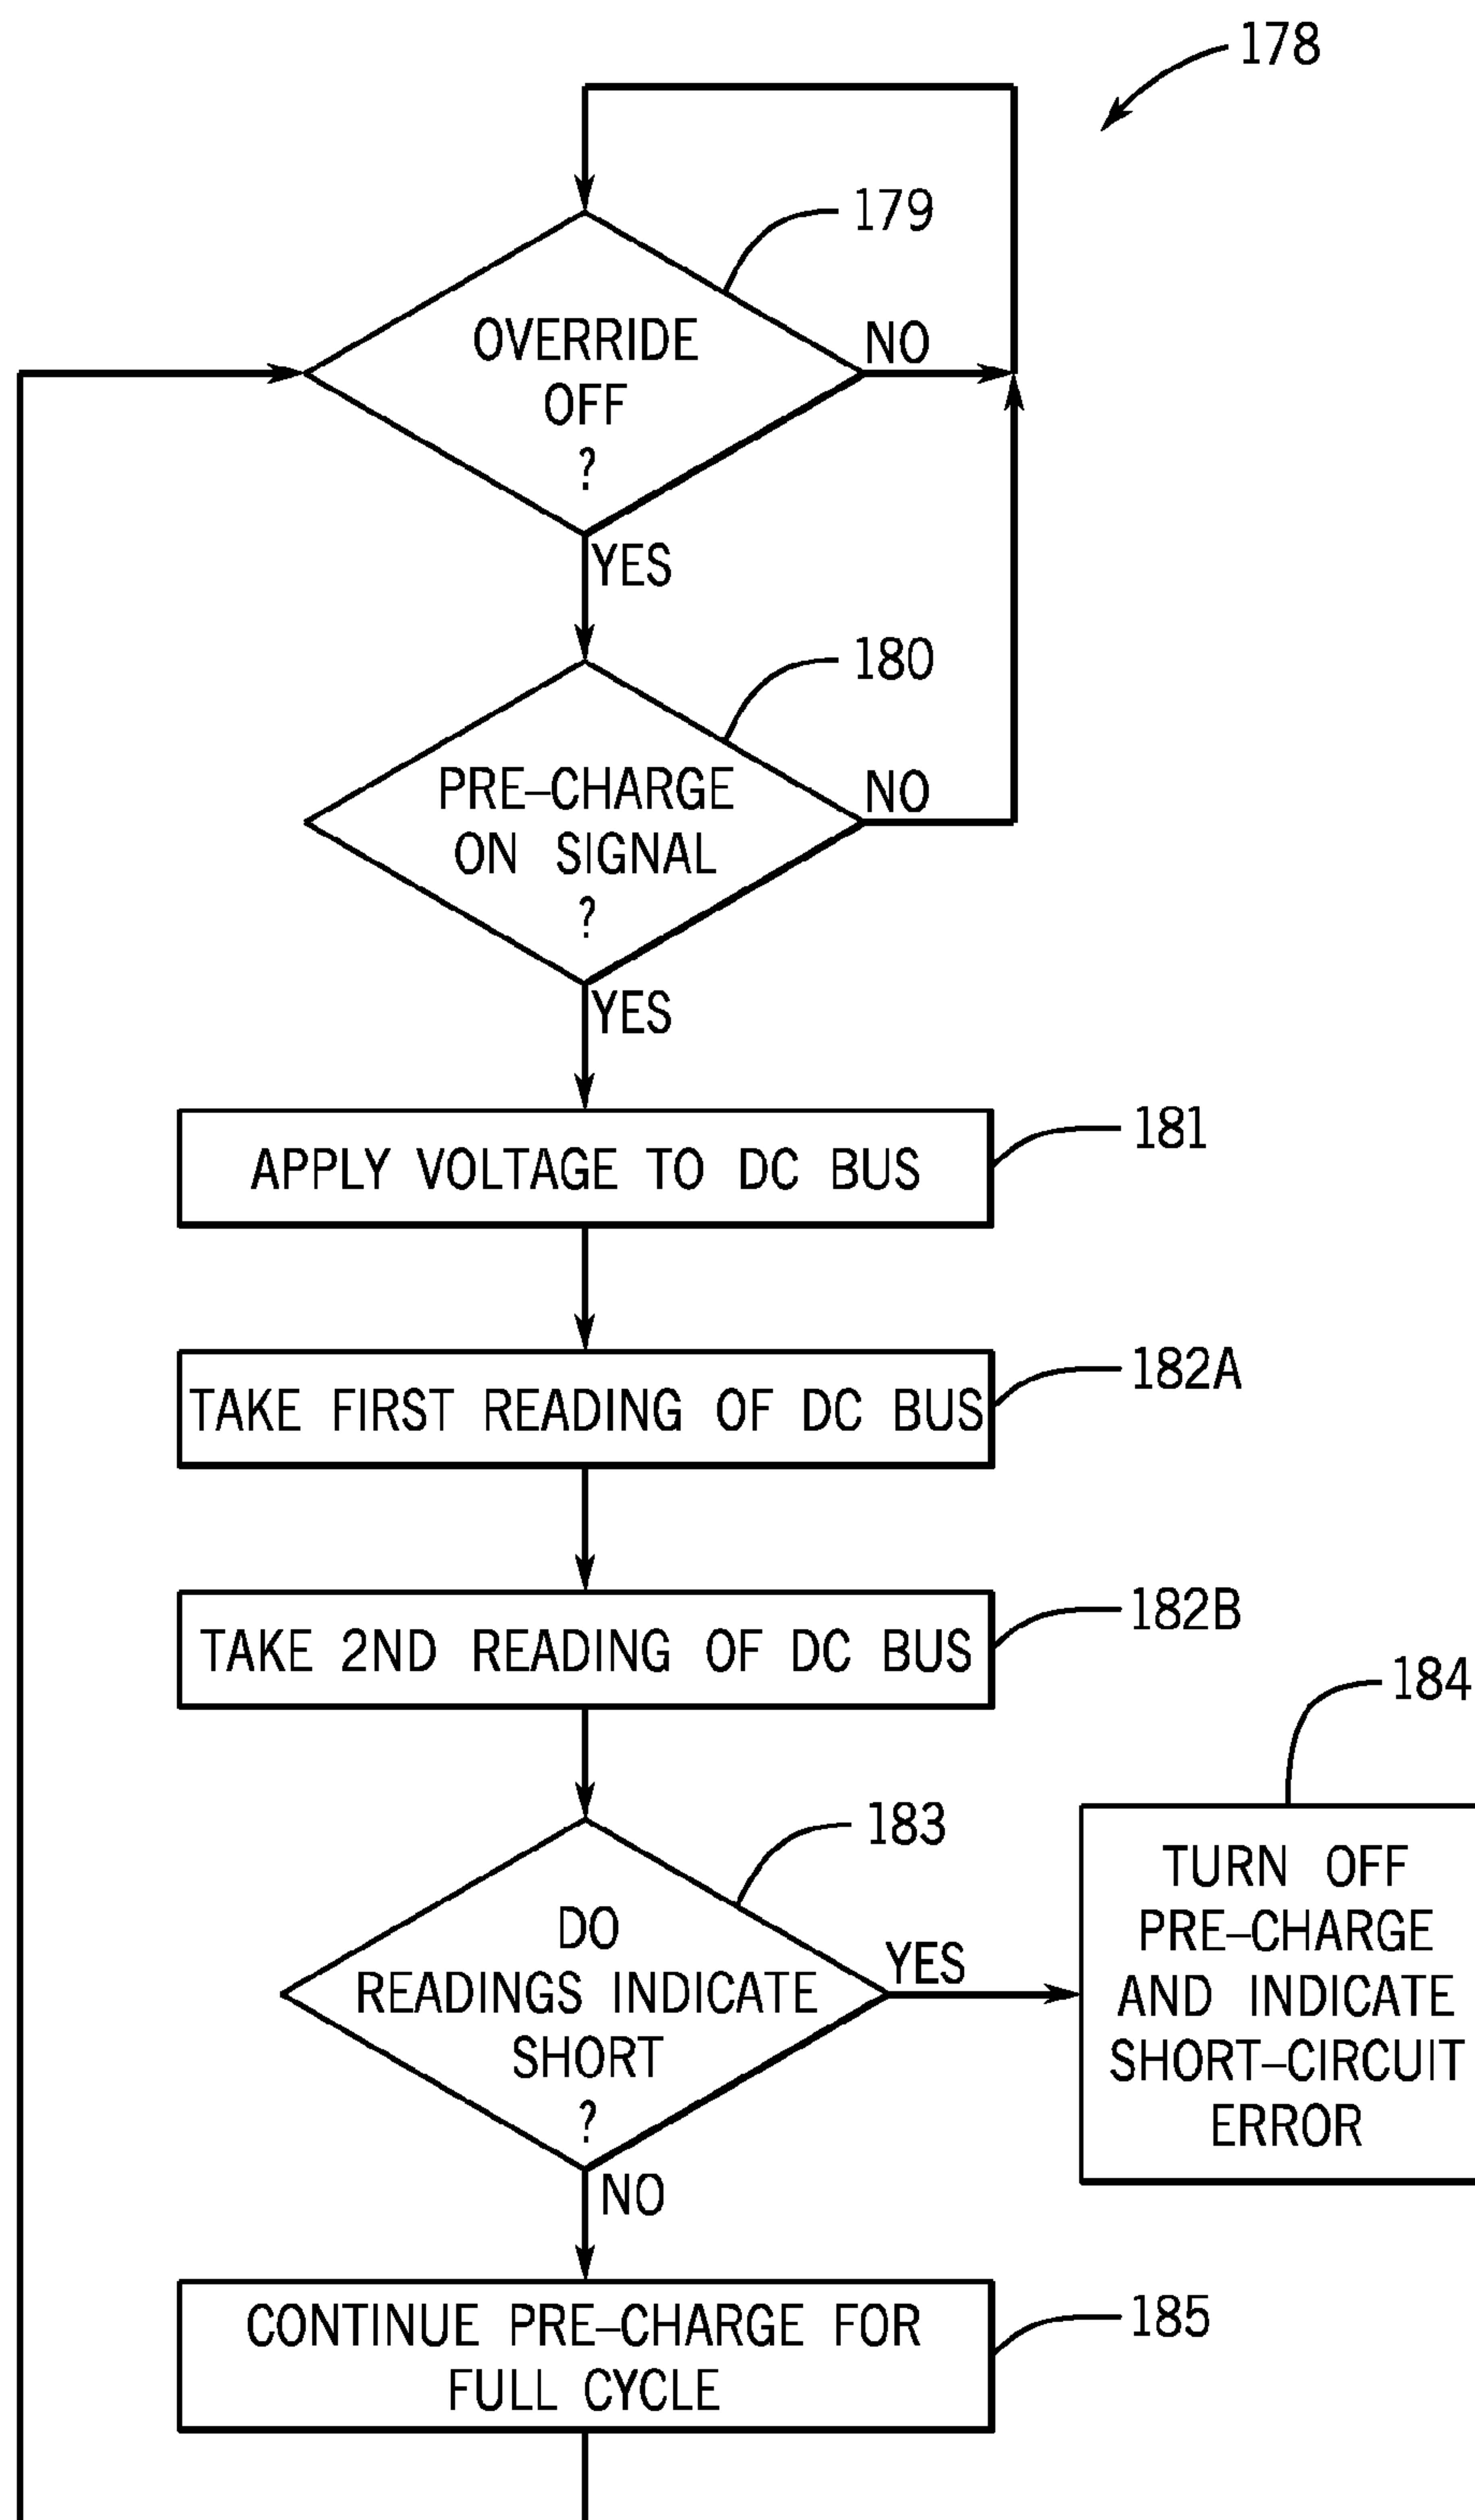 178
179
OVERRIDE
OFF
?
NO
YES
180
PRE-CHARGE
ON SIGNAL
?
NO
YES
181
APPLY VOLTAGE TO DC BUS
182A
TAKE FIRST READING OF DC BUS
182B
TAKE 2ND READING OF DC BUS
184
183
DO
READINGS INDICATE
SHORT
?
YES
NO
TURN OFF
PRE-CHARGE
AND INDICATE
SHORT-CIRCUIT
ERROR
185
CONTINUE PRE-CHARGE FOR
FULL CYCLE